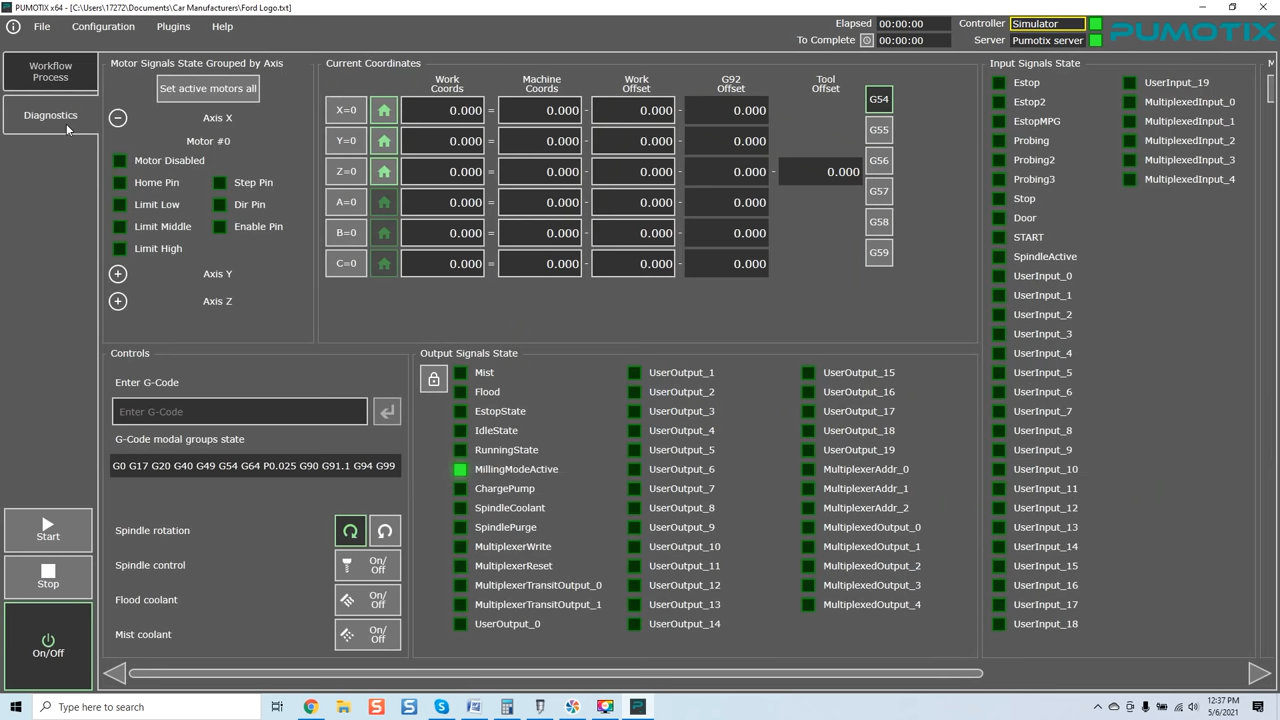 PUMOTIX x64 - [C:\Users\17272\Documents\Car Manufacturers\Ford Logo.txt]
File Configuration Plugins Help
Elapsed 00:00:00 Controller Simulator
To Complete 00:00:00 Server Pumotix server
PUMOTIX
Workflow
Process
Diagnostics
Start
Stop
On/Off
Motor Signals State Grouped by Axis
Set active motors all
Axis X
Motor #0
Motor Disabled
Home Pin Step Pin
Limit Low Dir Pin
Limit Middle Enable Pin
Limit High
Axis Y
Axis Z
Current Coordinates
Work Coords Machine Coords Work Offset G92 Offset Tool Offset
X=0 0.000 = 0.000 - 0.000 - 0.000
Y=0 0.000 = 0.000 - 0.000 - 0.000
Z=0 0.000 = 0.000 - 0.000 - 0.000 - 0.000
A=0 0.000 = 0.000 - 0.000 - 0.000
B=0 0.000 = 0.000 - 0.000 - 0.000
C=0 0.000 = 0.000 - 0.000 - 0.000
G54
G55
G56
G57
G58
G59
Controls
Enter G-Code
Enter G-Code
G-Code modal groups state
G0 G17 G20 G40 G49 G54 G64 P0.025 G90 G91.1 G94 G99
Spindle rotation
Spindle control On/Off
Flood coolant On/Off
Mist coolant On/Off
Output Signals State
Mist
Flood
EstopState
IdleState
RunningState
MillingModeActive
ChargePump
SpindleCoolant
SpindlePurge
MultiplexerWrite
MultiplexerReset
MultiplexerTransitOutput_0
MultiplexerTransitOutput_1
UserOutput_0
UserOutput_1
UserOutput_2
UserOutput_3
UserOutput_4
UserOutput_5
UserOutput_6
UserOutput_7
UserOutput_8
UserOutput_9
UserOutput_10
UserOutput_11
UserOutput_12
UserOutput_13
UserOutput_14
UserOutput_15
UserOutput_16
UserOutput_17
UserOutput_18
UserOutput_19
MultiplexerAddr_0
MultiplexerAddr_1
MultiplexerAddr_2
MultiplexedOutput_0
MultiplexedOutput_1
MultiplexedOutput_2
MultiplexedOutput_3
MultiplexedOutput_4
Input Signals State
Estop
Estop2
EstopMPG
Probing
Probing2
Probing3
Stop
Door
START
SpindleActive
UserInput_0
UserInput_1
UserInput_2
UserInput_3
UserInput_4
UserInput_5
UserInput_6
UserInput_7
UserInput_8
UserInput_9
UserInput_10
UserInput_11
UserInput_12
UserInput_13
UserInput_14
UserInput_15
UserInput_16
UserInput_17
UserInput_18
UserInput_19
MultiplexedInput_0
MultiplexedInput_1
MultiplexedInput_2
MultiplexedInput_3
MultiplexedInput_4
M
Type here to search
12:37 PM
5/6/2021